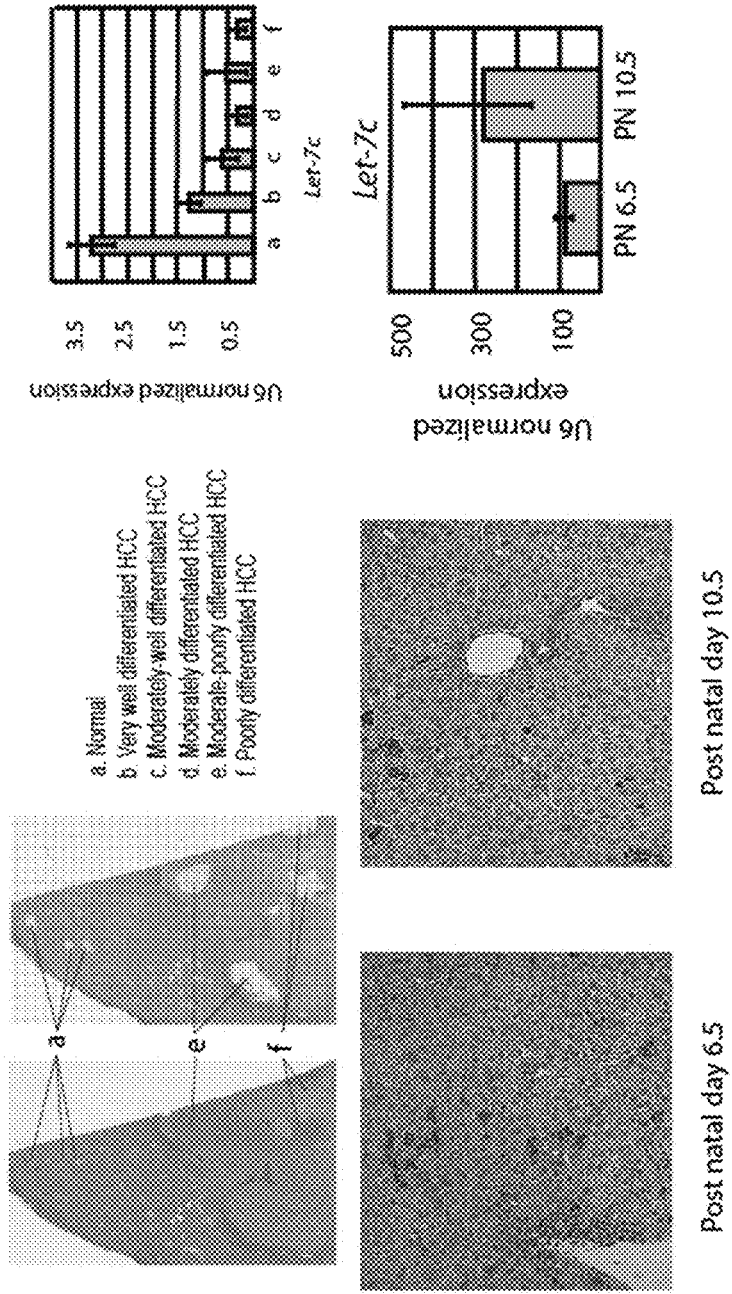 a
e
f
a. Normal
b. Very well differentiated HCC
c. Moderately-well differentiated HCC
d. Moderately differentiated HCC
e. Moderate-poorly differentiated HCC
f. Poorly differentiated HCC
U6 normalized expression
3.5
2.5
1.5
0.5
a b c d e f
Let-7c
Post natal day 6.5
Post natal day 10.5
U6 normalized
expression
Let-7c
500
300
100
PN 6.5 PN 10.5